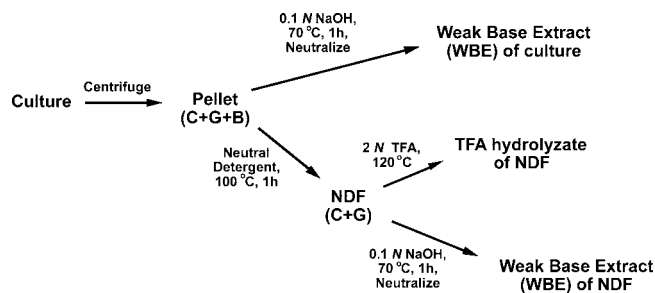 0.1 N NaOH,
70 °C, 1h,
Neutralize
Weak Base Extract
(WBE) of culture
Culture
Centrifuge
Pellet
(C+G+B)
Neutral
Detergent,
100 °C, 1h
2 N TFA,
120 °C
TFA hydrolyzate
of NDF
NDF
(C+G)
0.1 N NaOH,
70 °C, 1h,
Neutralize
Weak Base Extract
(WBE) of NDF